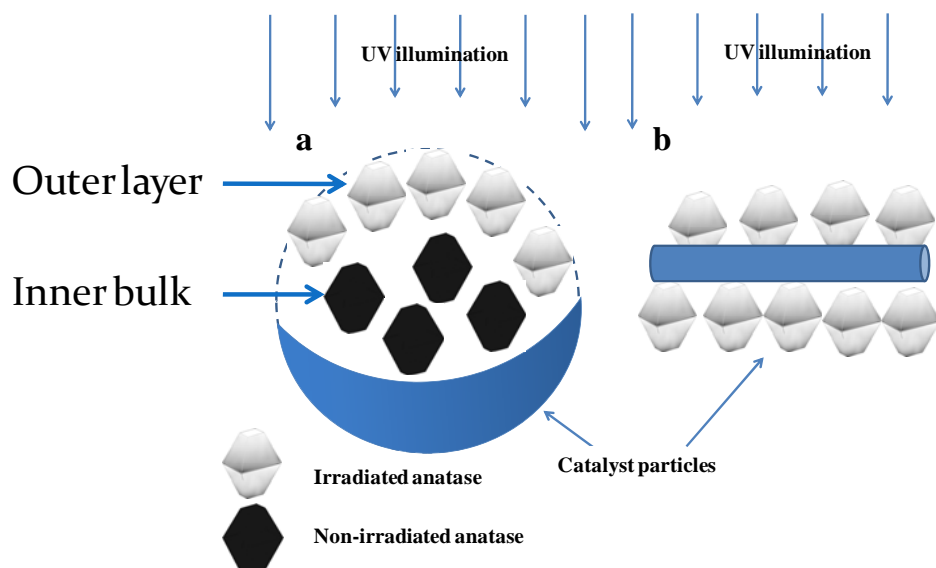 UV illumination
UV illumination
a
b
Outer layer
Inner bulk
Catalyst particles
Irradiated anatase
Non-irradiated anatase